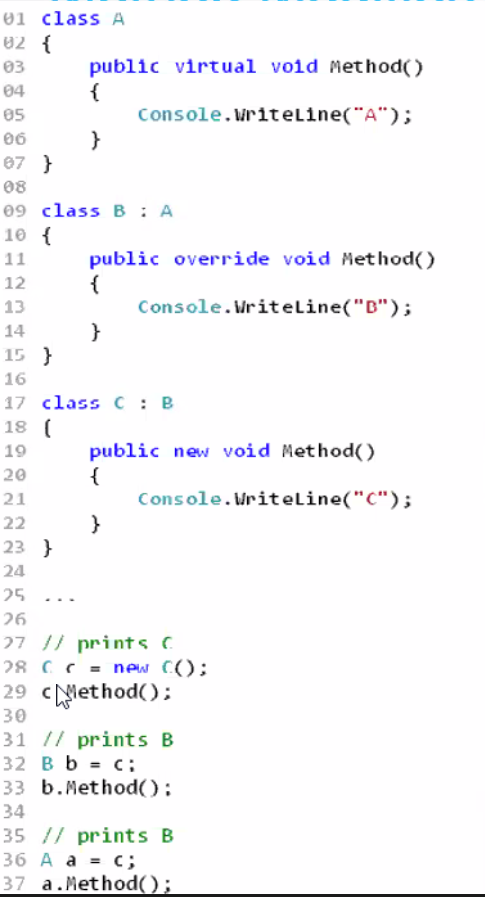 01 class A
02 {
03     public virtual void Method()
04     {
05         Console.WriteLine("A");
06     }
07 }
08
09 class B : A
10 {
11     public override void Method()
12     {
13         Console.WriteLine("B");
14     }
15 }
16
17 class C : B
18 {
19     public new void Method()
20     {
21         Console.WriteLine("C");
22     }
23 }
24
25 ...
26
27 // prints C
28 C c = new C();
29 c.Method();
30
31 // prints B
32 B b = c;
33 b.Method();
34
35 // prints B
36 A a = c;
37 a.Method();